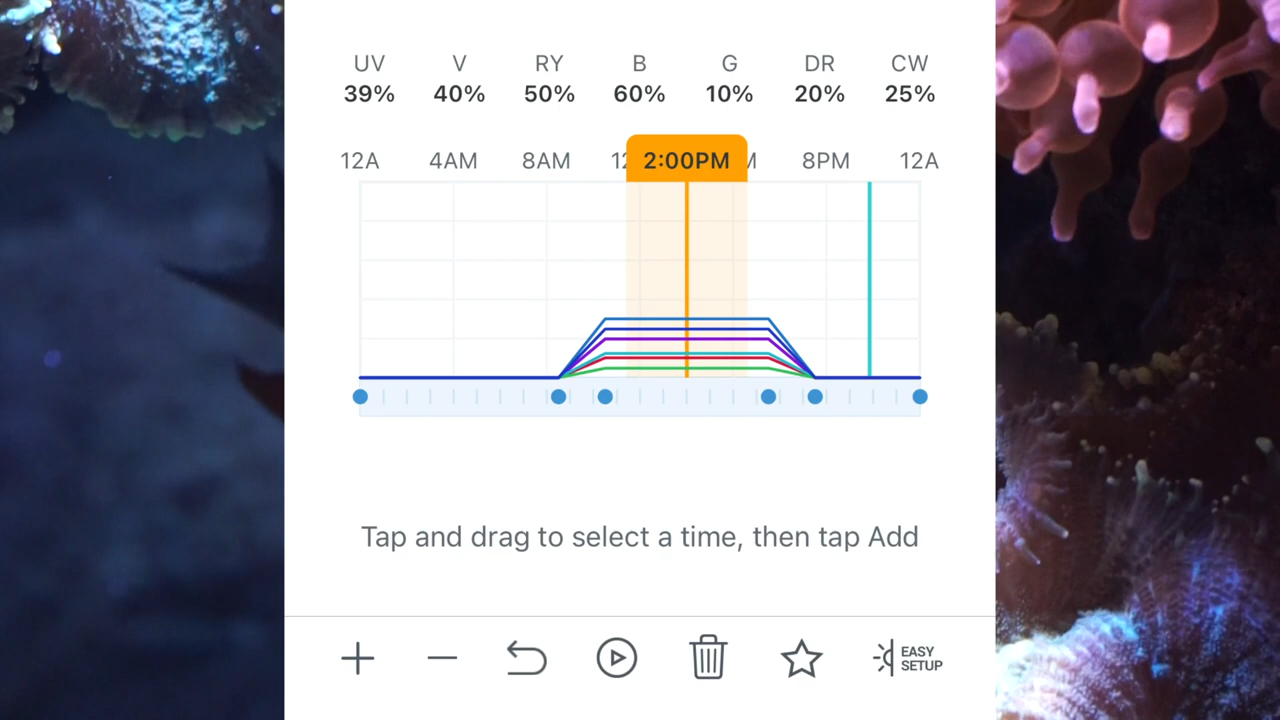 UV V RY B G DR CW
39% 40% 50% 60% 10% 20% 25%
12A 4AM 8AM 2:00PM 8PM 12A
Tap and drag to select a time, then tap Add
EASY
SETUP